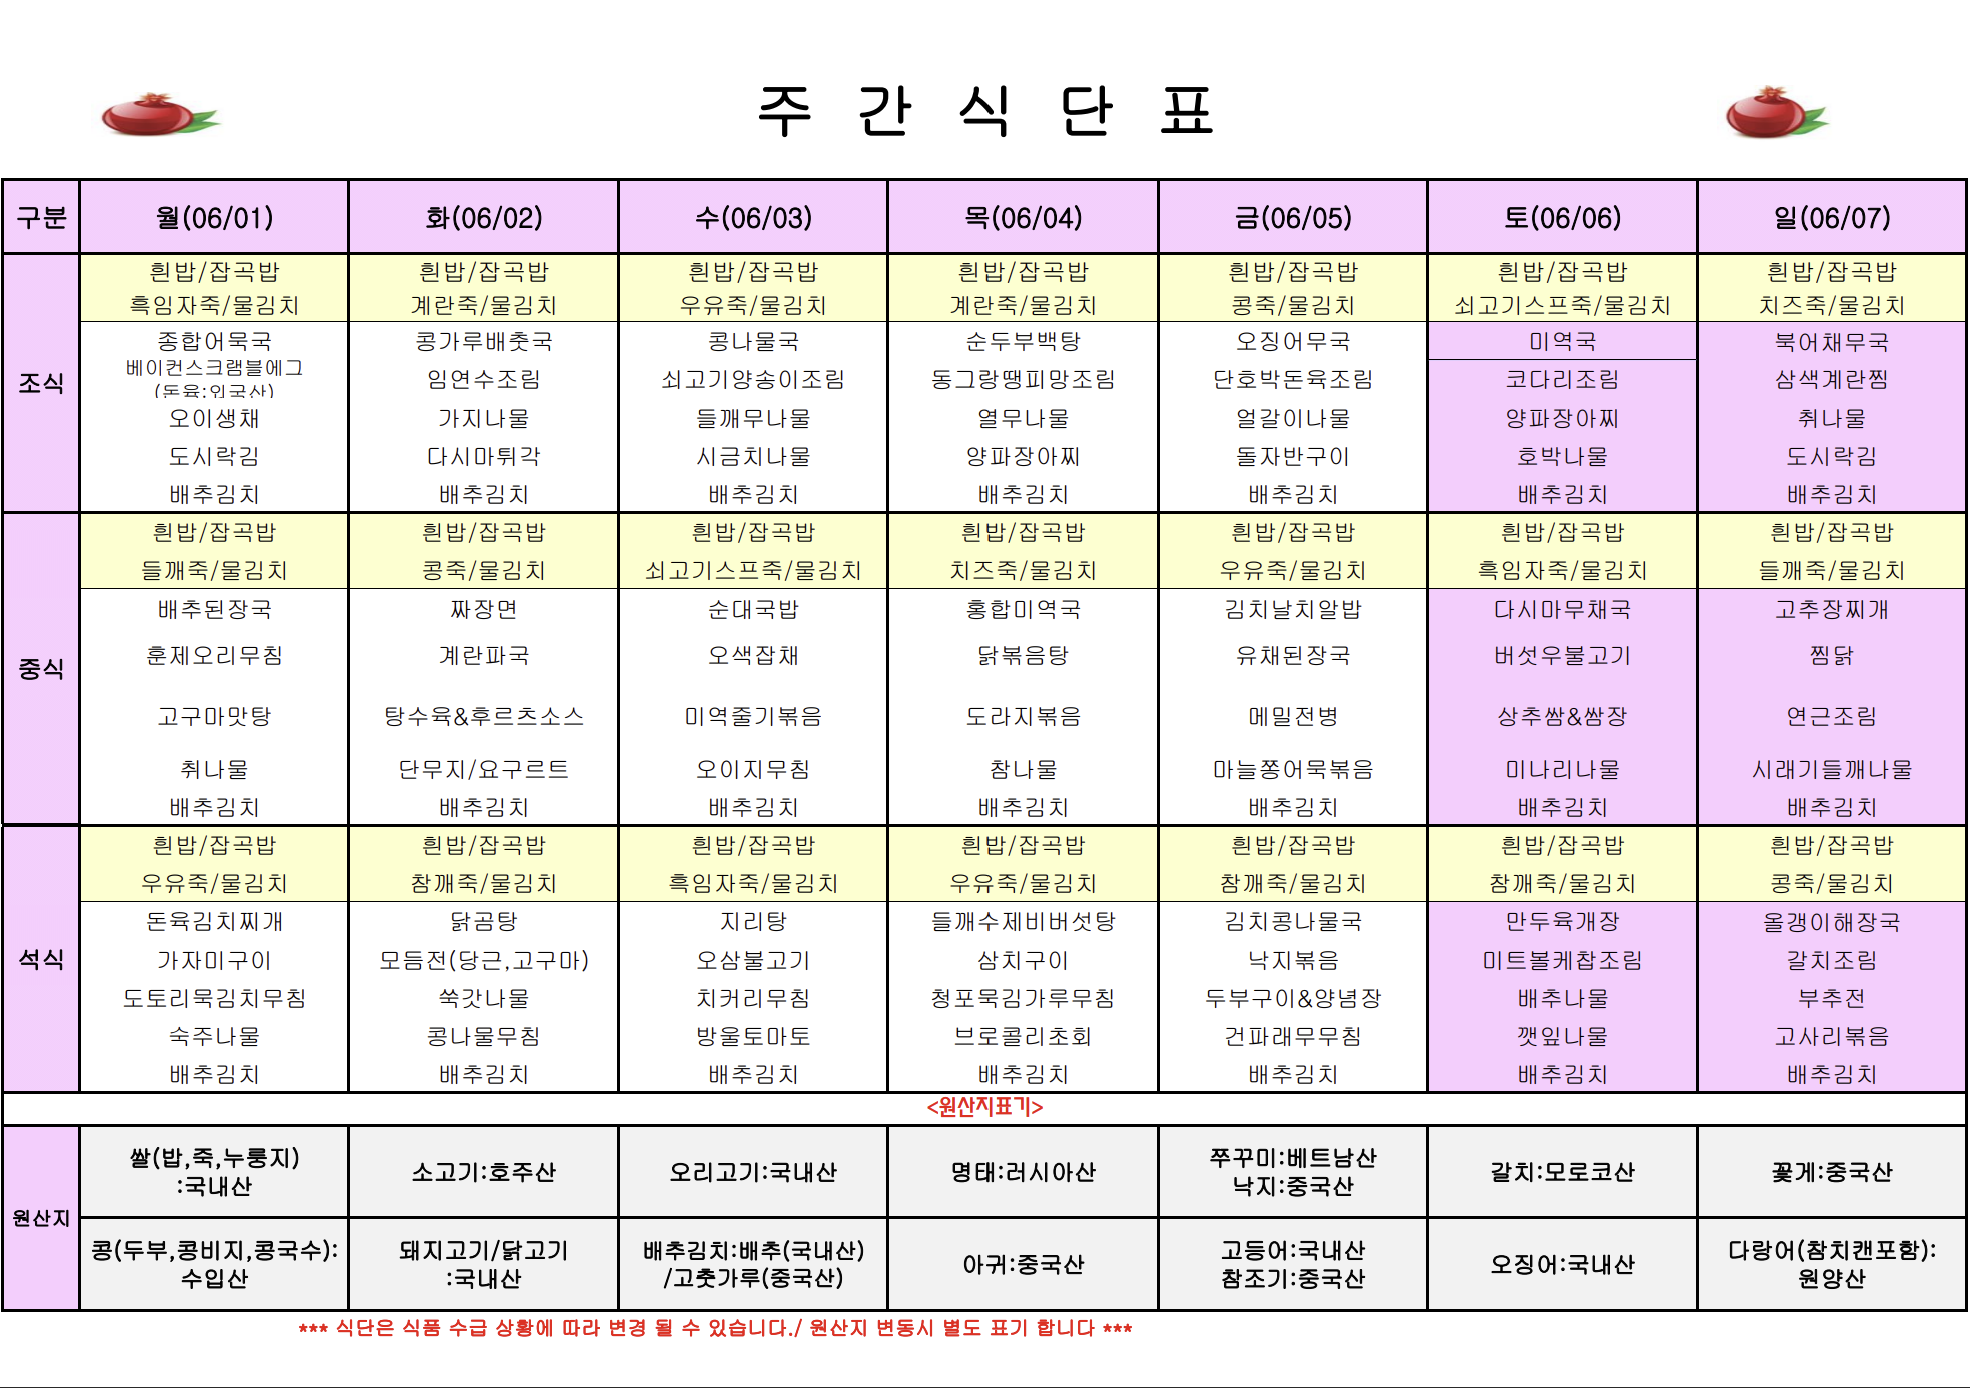 주 간 식 단 표
구분 월(06/01) 화(06/02) 수(06/03) 목(06/04) 금(06/05) 토(06/06) 일(06/07)
흰밥/잡곡밥 흰밥/잡곡밥 흰밥/잡곡밥 흰밥/잡곡밥 흰밥/잡곡밥 흰밥/잡곡밥 흰밥/잡곡밥
흑임자죽/물김치 계란죽/물김치 우유죽/물김치 계란죽/물김치 콩죽/물김치 쇠고기스프죽/물김치 치즈죽/물김치
종합어묵국 콩가루배춧국 콩나물국 순두부백탕 오징어무국 미역국 북어채무국
베이컨스크램블에그
(돈육:외국산)
조식 임연수조림 쇠고기양송이조림 동그랑땡피망조림 단호박돈육조림 코다리조림 삼색계란찜
오이생채 가지나물 들깨무나물 열무나물 얼갈이나물 양파장아찌 취나물
도시락김 다시마튀각 시금치나물 양파장아찌 돌자반구이 호박나물 도시락김
배추김치 배추김치 배추김치 배추김치 배추김치 배추김치 배추김치
흰밥/잡곡밥 흰밥/잡곡밥 흰밥/잡곡밥 흰밥/잡곡밥 흰밥/잡곡밥 흰밥/잡곡밥 흰밥/잡곡밥
들깨죽/물김치 콩죽/물김치 쇠고기스프죽/물김치 치즈죽/물김치 우유죽/물김치 흑임자죽/물김치 들깨죽/물김치
배추된장국 짜장면 순대국밥 홍합미역국 김치날치알밥 다시마무채국 고추장찌개
중식 훈제오리무침 계란파국 오색잡채 닭볶음탕 유채된장국 버섯우불고기 찜닭
고구마맛탕 탕수육&후르츠소스 미역줄기볶음 도라지볶음 메밀전병 상추쌈&쌈장 연근조림
취나물 단무지/요구르트 오이지무침 참나물 마늘쫑어묵볶음 미나리나물 시래기들깨나물
배추김치 배추김치 배추김치 배추김치 배추김치 배추김치 배추김치
흰밥/잡곡밥 흰밥/잡곡밥 흰밥/잡곡밥 흰밥/잡곡밥 흰밥/잡곡밥 흰밥/잡곡밥 흰밥/잡곡밥
우유죽/물김치 참깨죽/물김치 흑임자죽/물김치 우유죽/물김치 참깨죽/물김치 참깨죽/물김치 콩죽/물김치
돈육김치찌개 닭곰탕 지리탕 들깨수제비버섯탕 김치콩나물국 만두육개장 올갱이해장국
석식 가자미구이 모듬전(당근,고구마) 오삼불고기 삼치구이 낙지볶음 미트볼케찹조림 갈치조림
도토리묵김치무침 쑥갓나물 치커리무침 청포묵김가루무침 두부구이&양념장 배추나물 부추전
숙주나물 콩나물무침 방울토마토 브로콜리초회 건파래무무침 깻잎나물 고사리볶음
배추김치 배추김치 배추김치 배추김치 배추김치 배추김치 배추김치
<원산지표기>
원산지
쌀(밥,죽,누룽지)
:국내산
소고기:호주산
오리고기:국내산
명태:러시아산
쭈꾸미:베트남산
낙지:중국산
갈치:모로코산
꽃게:중국산
콩(두부,콩비지,콩국수):
수입산
돼지고기/닭고기
:국내산
배추김치:배추(국내산)
/고춧가루(중국산)
아귀:중국산
고등어:국내산
참조기:중국산
오징어:국내산
다랑어(참치캔포함):
원양산
*** 식단은 식품 수급 상황에 따라 변경 될 수 있습니다./ 원산지 변동시 별도 표기 합니다 ***